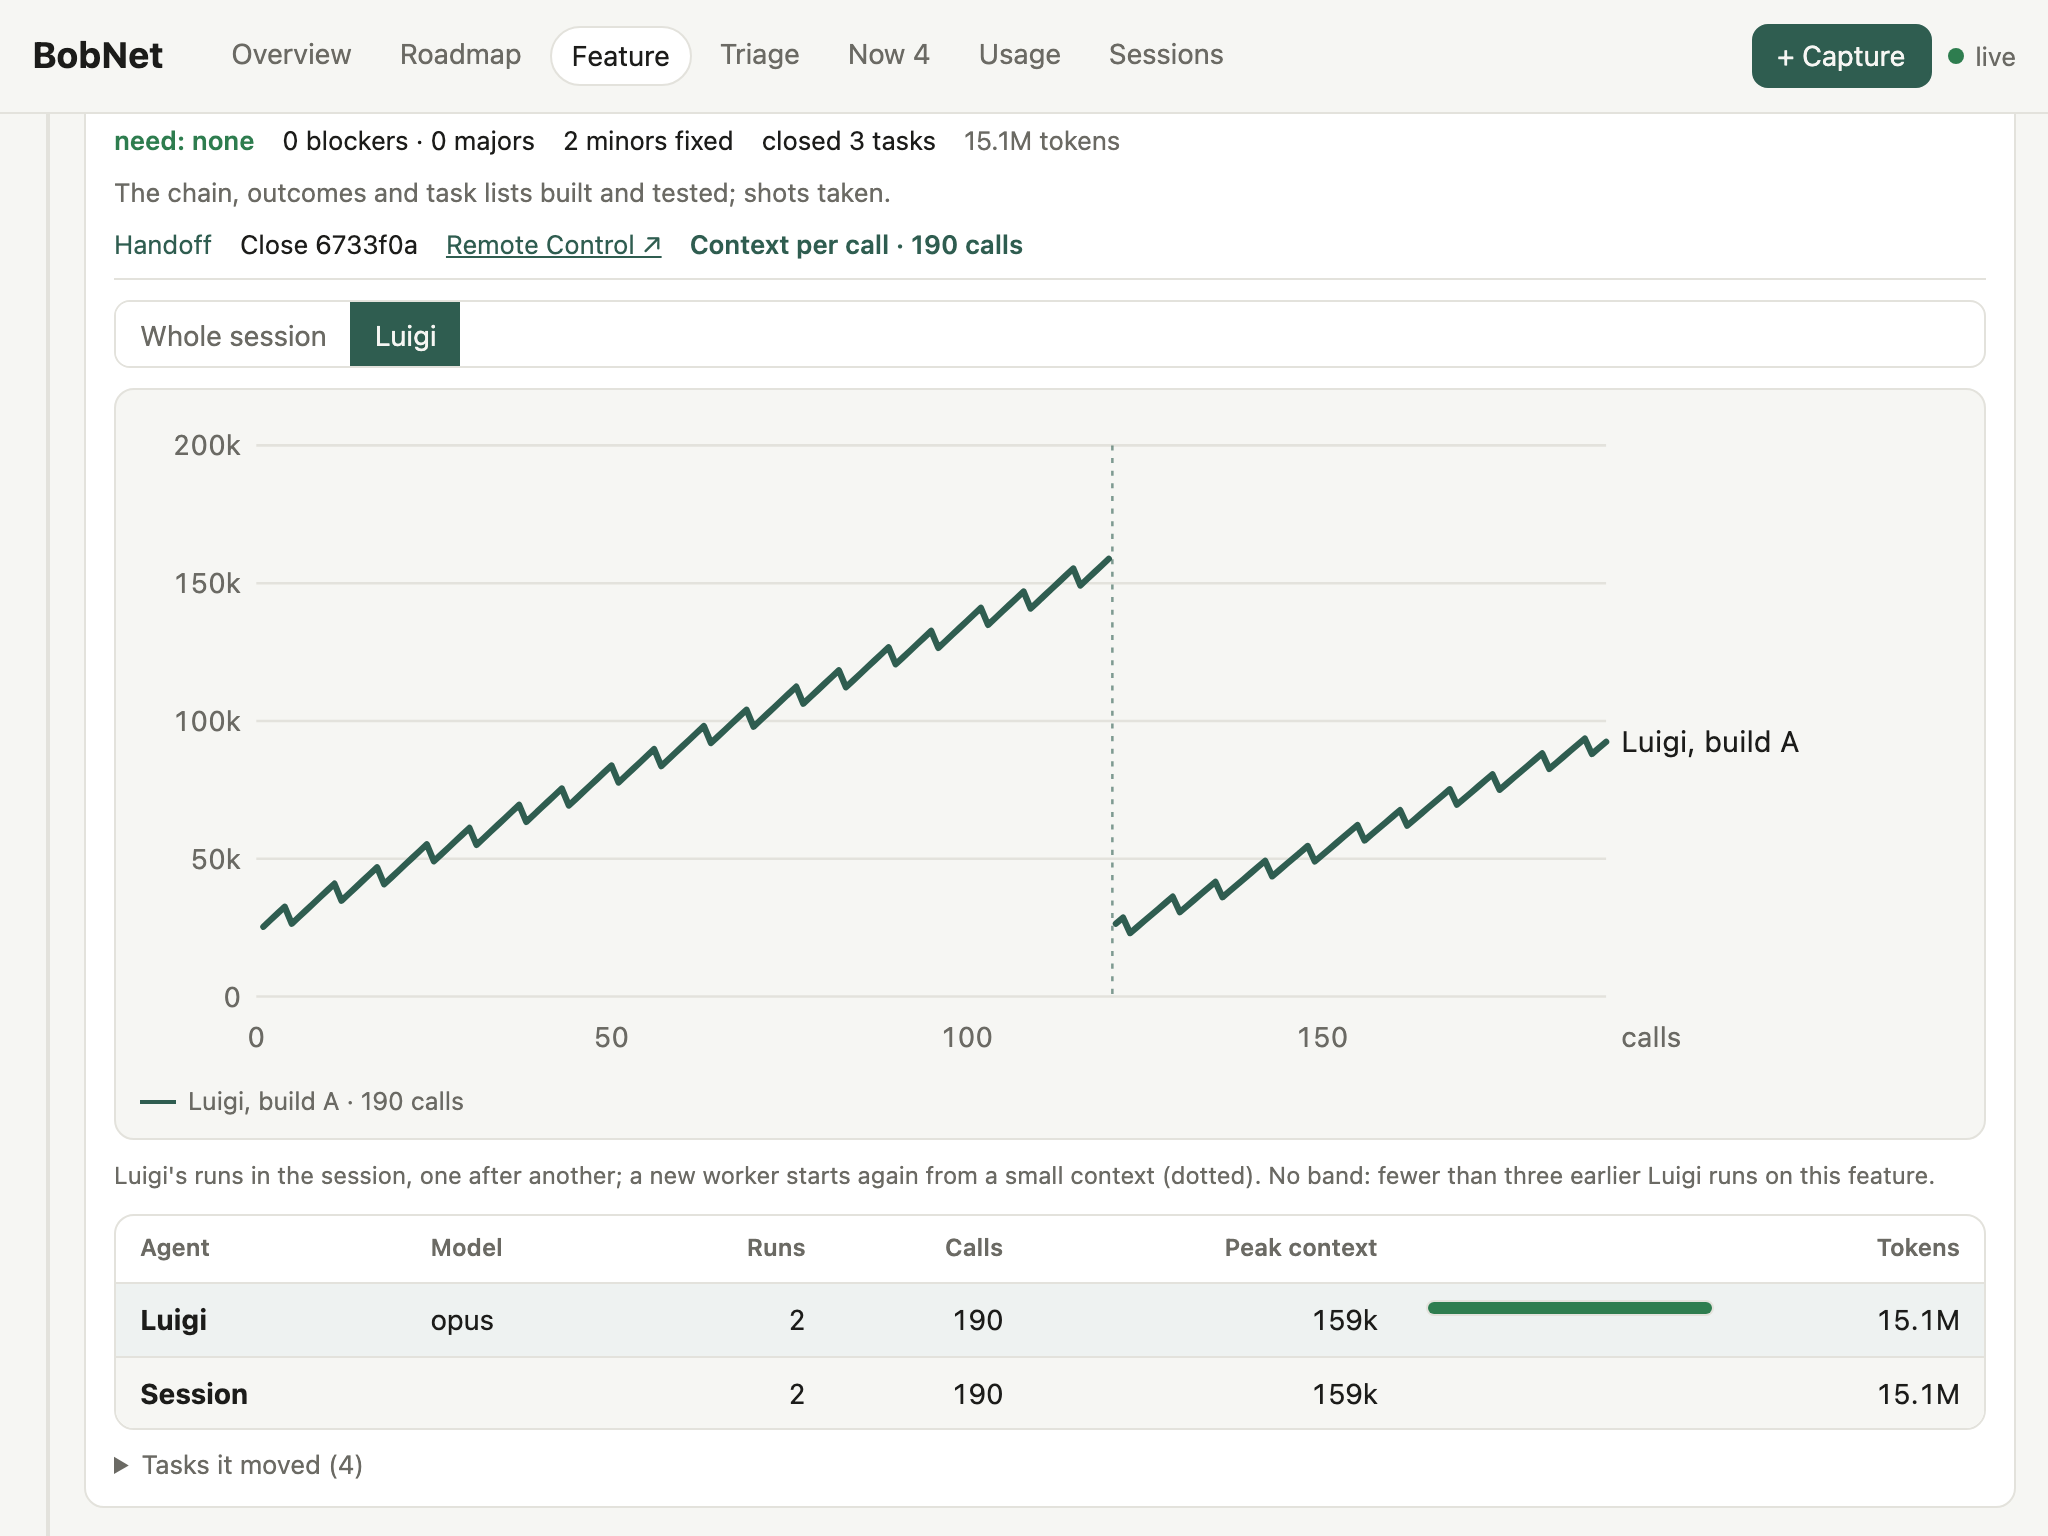 BobNet Overview Roadmap Feature Triage Now 4 Usage Sessions + Capture live
need: none 0 blockers · 0 majors 2 minors fixed closed 3 tasks 15.1M tokens
The chain, outcomes and task lists built and tested; shots taken.
Handoff Close 6733f0a Remote Control ↗ Context per call · 190 calls
Whole session Luigi
200k
150k
100k
50k
0
Luigi, build A
0 50 100 150 calls
Luigi, build A · 190 calls
Luigi's runs in the session, one after another; a new worker starts again from a small context (dotted). No band: fewer than three earlier Luigi runs on this feature.
Agent Model Runs Calls Peak context Tokens
Luigi opus 2 190 159k 15.1M
Session 2 190 159k 15.1M
▶ Tasks it moved (4)